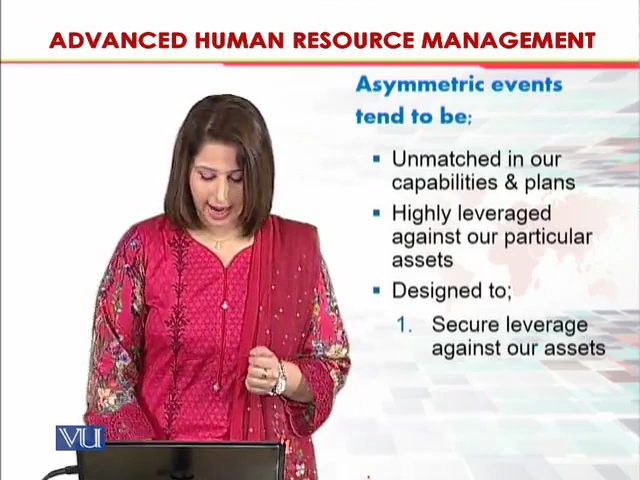 ADVANCED HUMAN RESOURCE MANAGEMENT
Asymmetric events
tend to be;
▪ Unmatched in our
capabilities & plans
▪ Highly leveraged
against our particular
assets
▪ Designed to;
1. Secure leverage
against our assets
VU